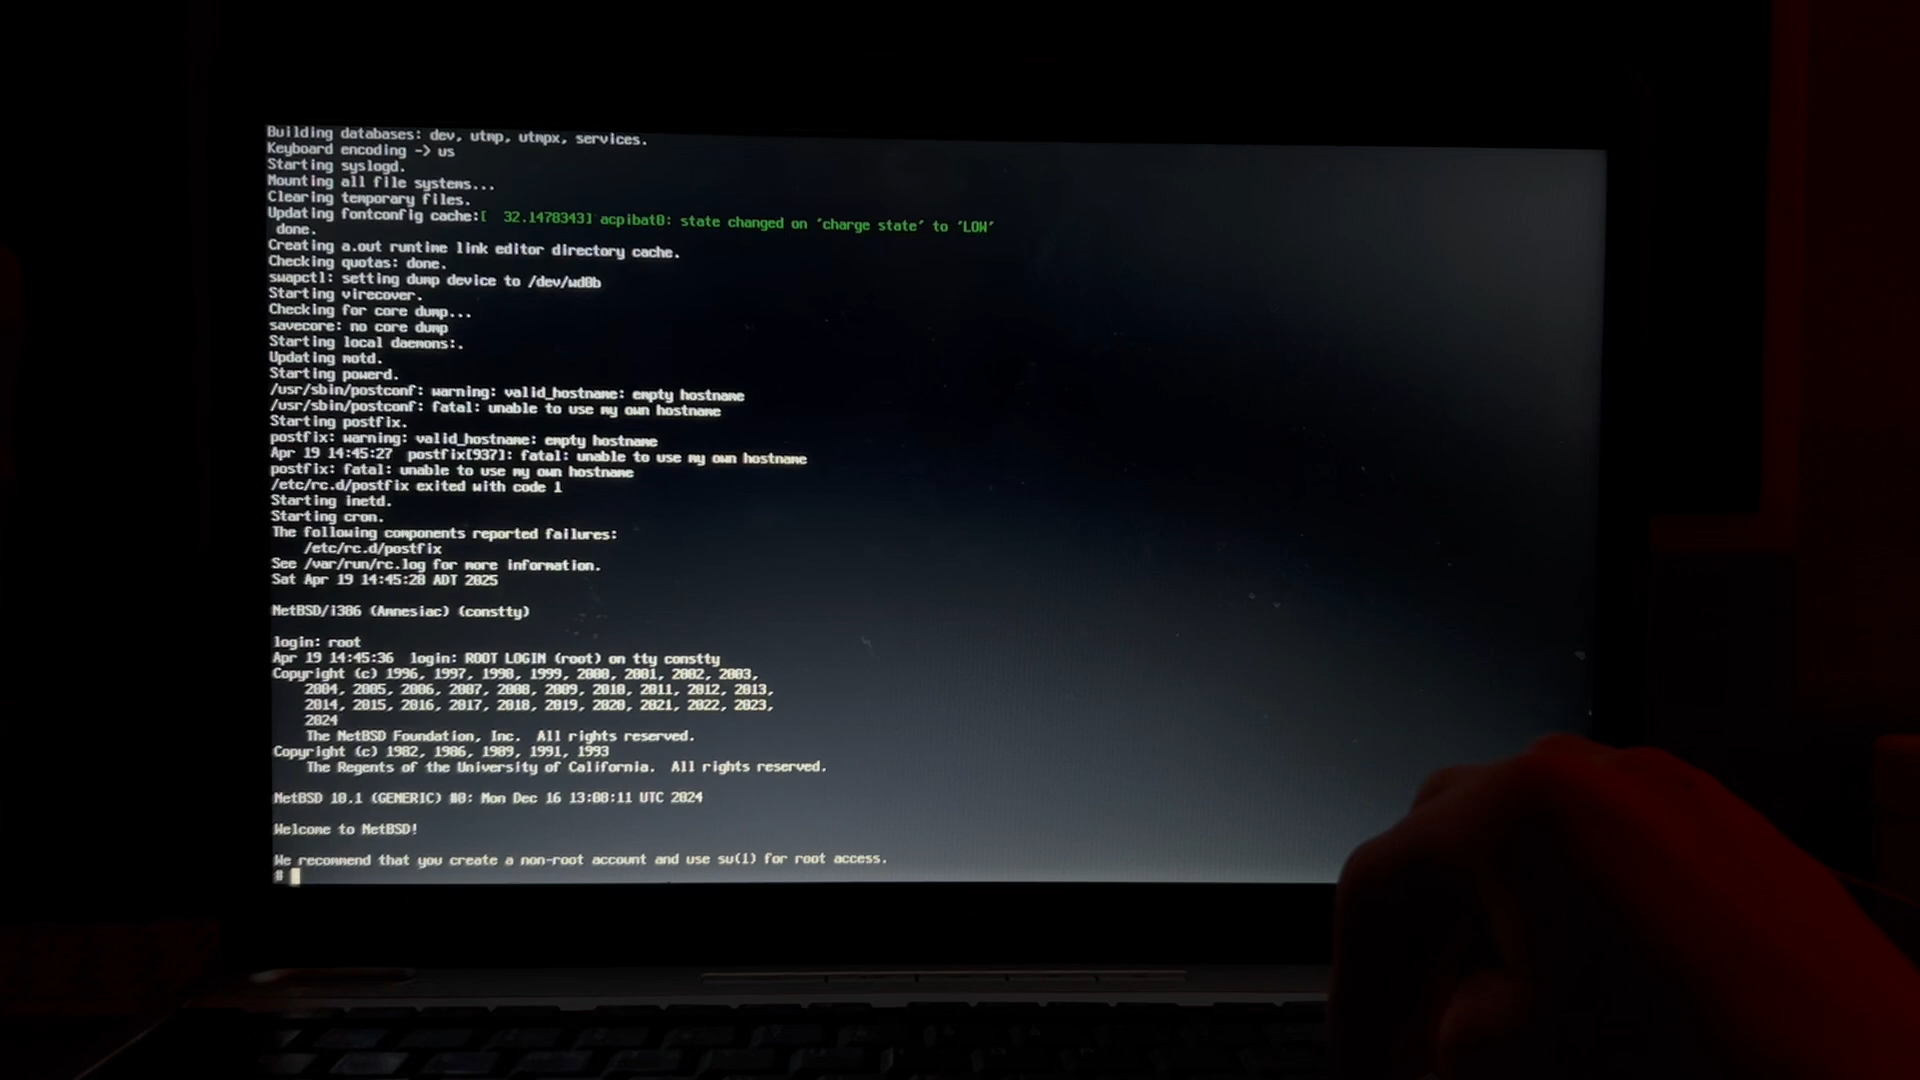 Building databases: dev, utmp, utmpx, services.
Keyboard encoding -> us
Starting syslogd.
Mounting all file systems...
Clearing temporary files.
Updating fontconfig cache:[  32.1478343] acpibat0: state changed on 'charge state' to 'LOW'
 done.
Creating a.out runtime link editor directory cache.
Checking quotas: done.
swapctl: setting dump device to /dev/wd0b
Starting virecover.
Checking for core dump...
savecore: no core dump
Starting local daemons:.
Updating motd.
Starting powerd.
/usr/sbin/postconf: warning: valid_hostname: empty hostname
/usr/sbin/postconf: fatal: unable to use my own hostname
Starting postfix.
postfix: warning: valid_hostname: empty hostname
Apr 19 14:45:27  postfix[937]: fatal: unable to use my own hostname
postfix: fatal: unable to use my own hostname
/etc/rc.d/postfix exited with code 1
Starting inetd.
Starting cron.
The following components reported failures:
    /etc/rc.d/postfix
See /var/run/rc.log for more information.
Sat Apr 19 14:45:28 ADT 2025
NetBSD/i386 (Amnesiac) (constty)
login: root
Apr 19 14:45:36  login: ROOT LOGIN (root) on tty constty
Copyright (c) 1996, 1997, 1998, 1999, 2000, 2001, 2002, 2003,
    2004, 2005, 2006, 2007, 2008, 2009, 2010, 2011, 2012, 2013,
    2014, 2015, 2016, 2017, 2018, 2019, 2020, 2021, 2022, 2023,
    2024
    The NetBSD Foundation, Inc.  All rights reserved.
Copyright (c) 1982, 1986, 1989, 1991, 1993
    The Regents of the University of California.  All rights reserved.
NetBSD 10.1 (GENERIC) #0: Mon Dec 16 13:08:11 UTC 2024
Welcome to NetBSD!
We recommend that you create a non-root account and use su(1) for root access.
#